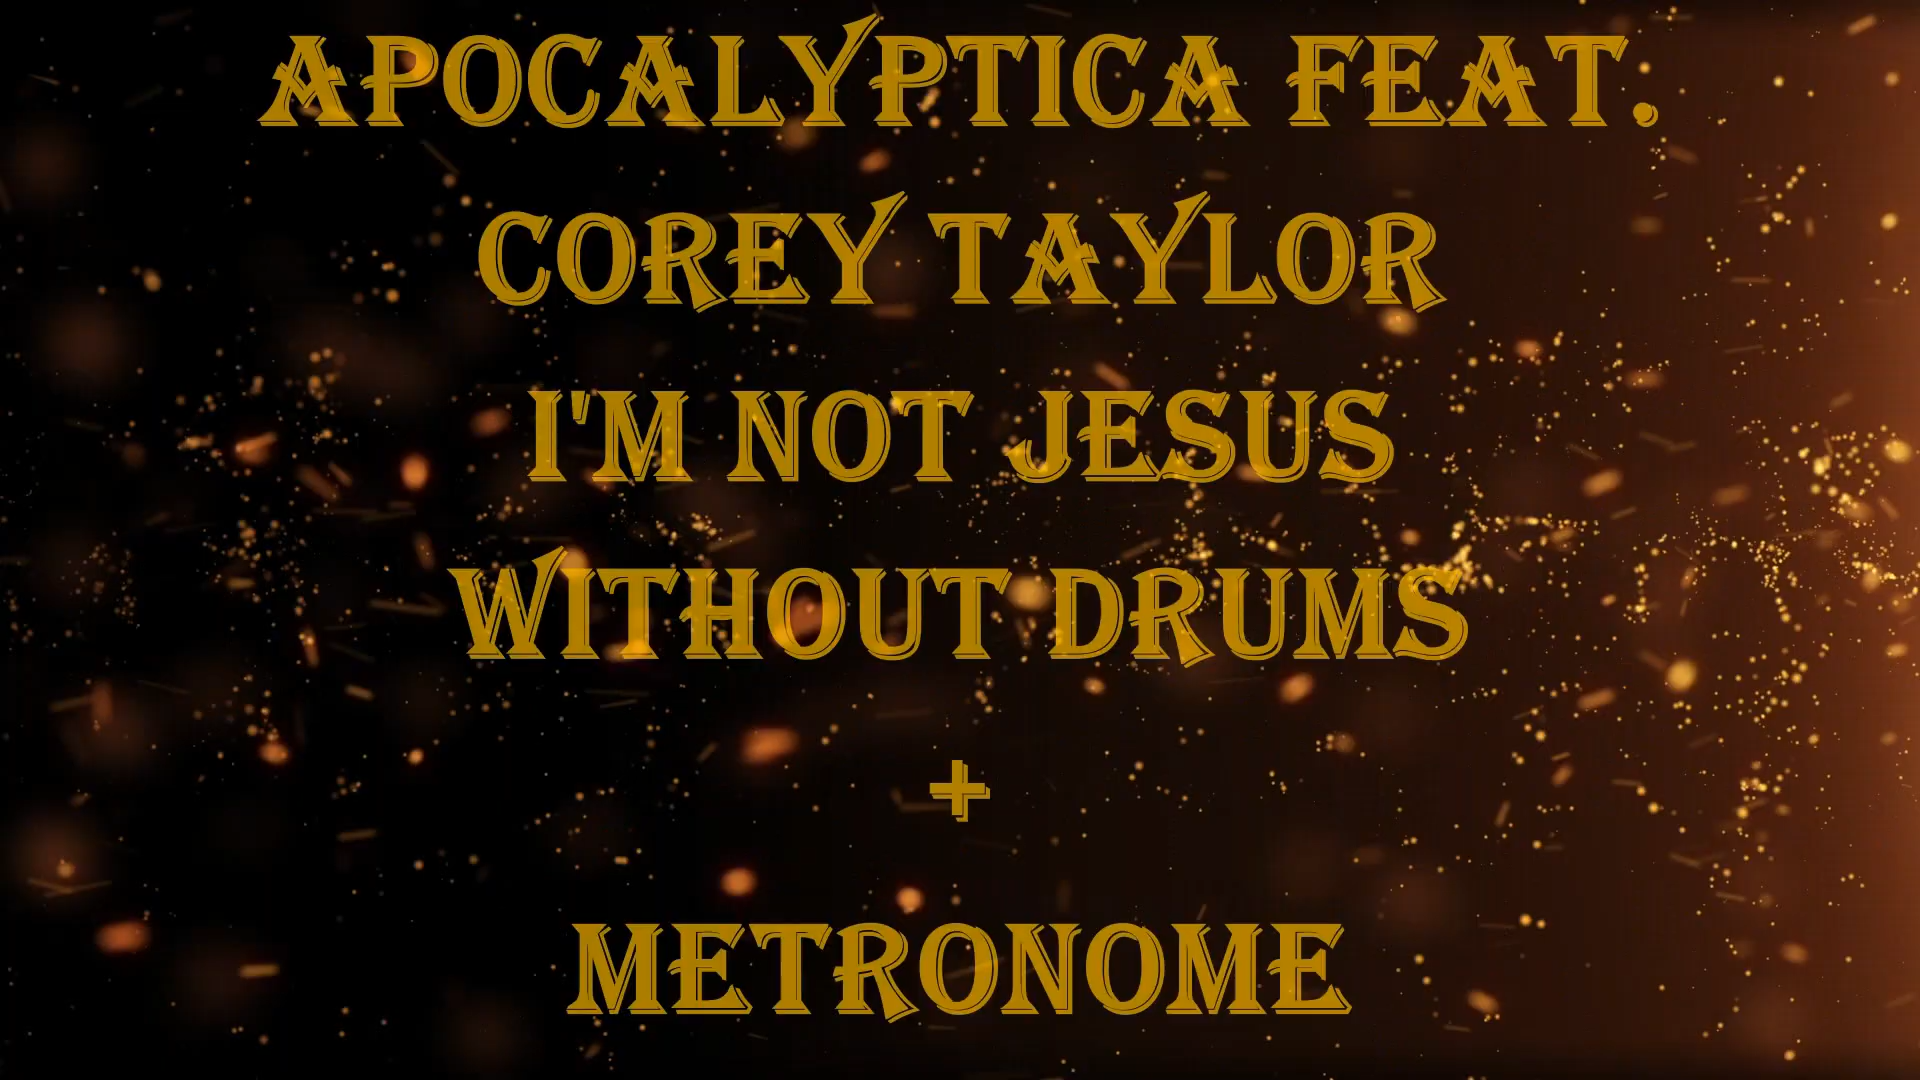 APOCALYPTICA FEAT.
COREY TAYLOR
I'M NOT JESUS
WITHOUT DRUMS
+
METRONOME